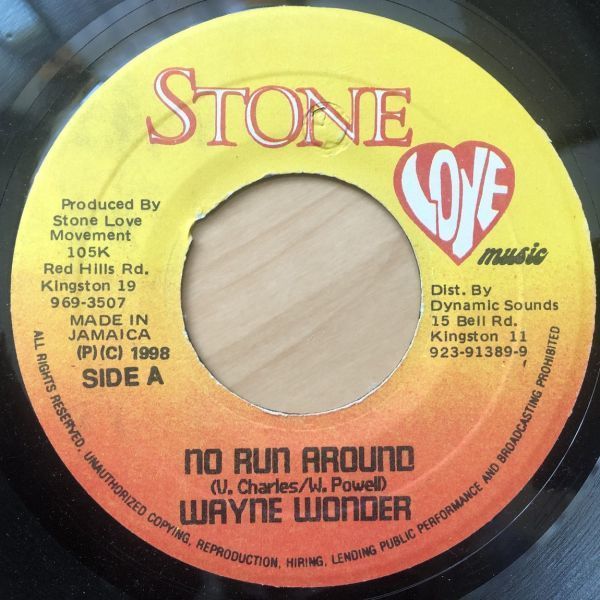 STONE
LOVE
music
Produced By
Stone Love
Movement
105K
Red Hills Rd.
Kingston 19
969-3507
MADE IN
JAMAICA
(P)(C) 1998
SIDE A
Dist. By
Dynamic Sounds
15 Bell Rd.
Kingston 11
923-91389-9
NO RUN AROUND
(V. Charles/W. Powell)
WAYNE WONDER
ALL RIGHTS RESERVED. UNAUTHORIZED COPYING, REPRODUCTION, HIRING, LENDING PUBLIC PERFORMANCE AND BROADCASTING PROHIBITED